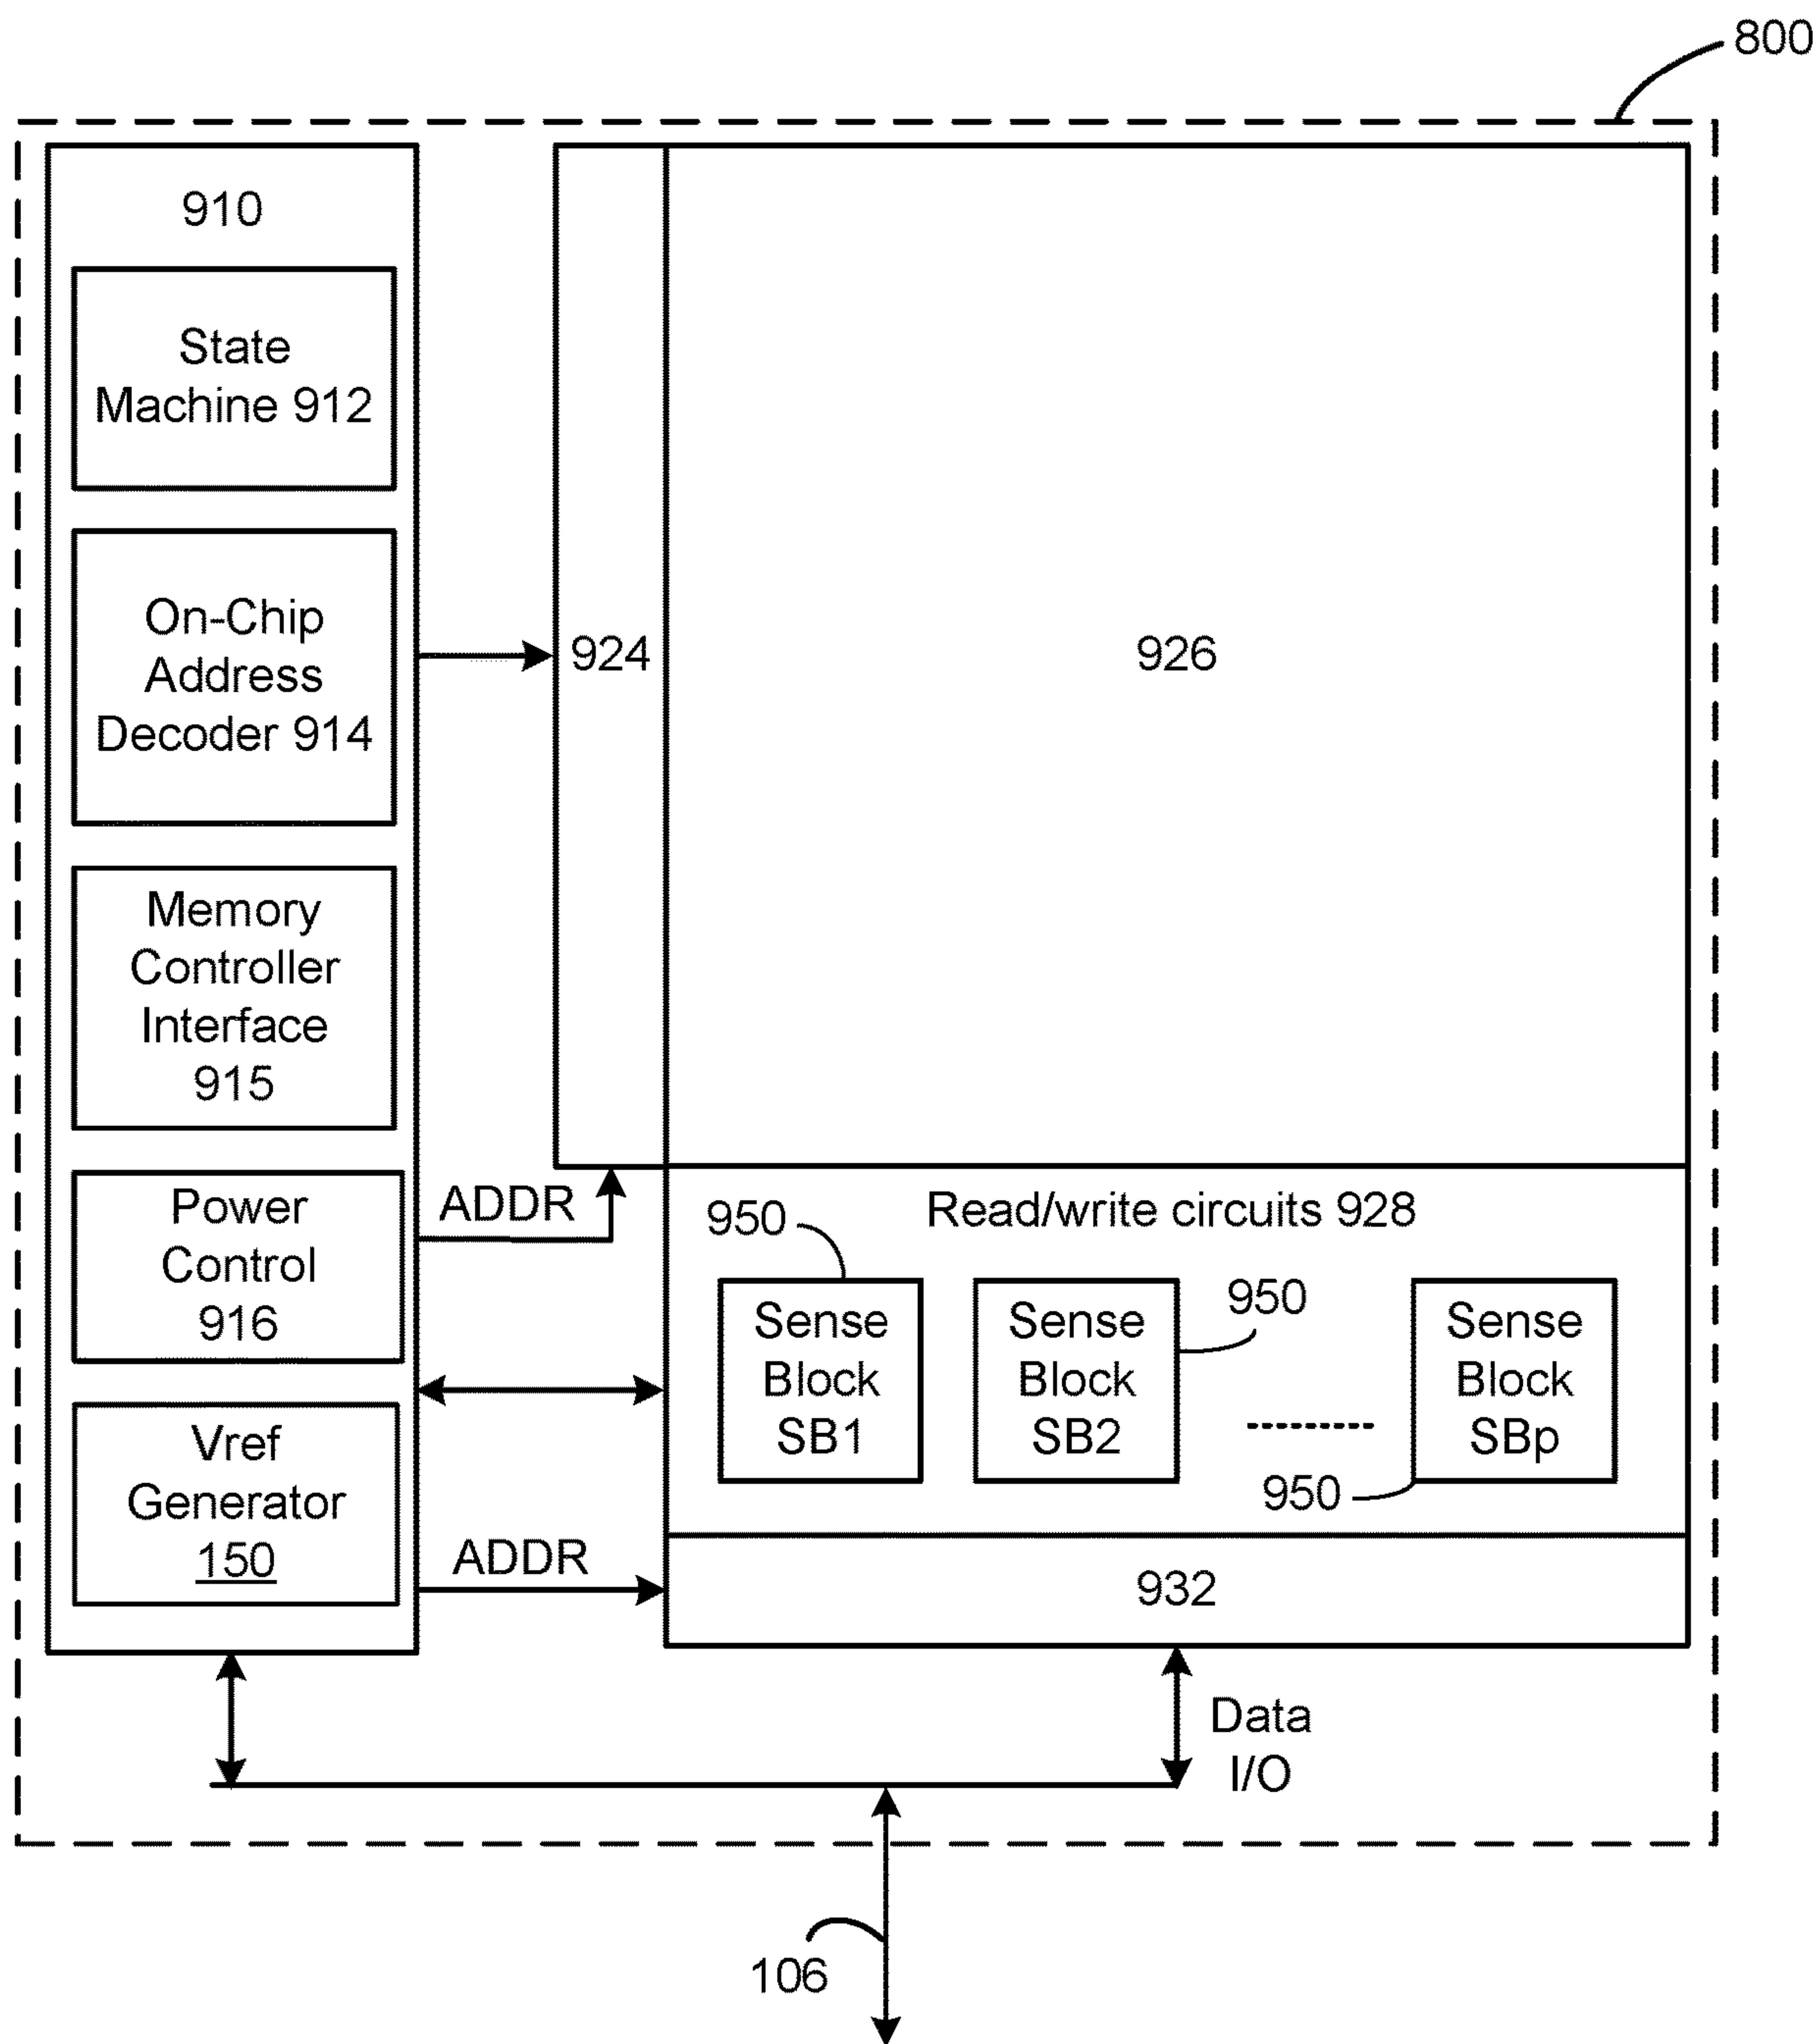 800
910
State
Machine 912
On-Chip
Address
Decoder 914
Memory
Controller
Interface
915
Power
Control
916
Vref
Generator
150
924
926
ADDR
Read/write circuits 928
950
Sense
Block
SB1
Sense
Block
SB2
950
Sense
Block
SBp
950
ADDR
932
Data
I/O
106